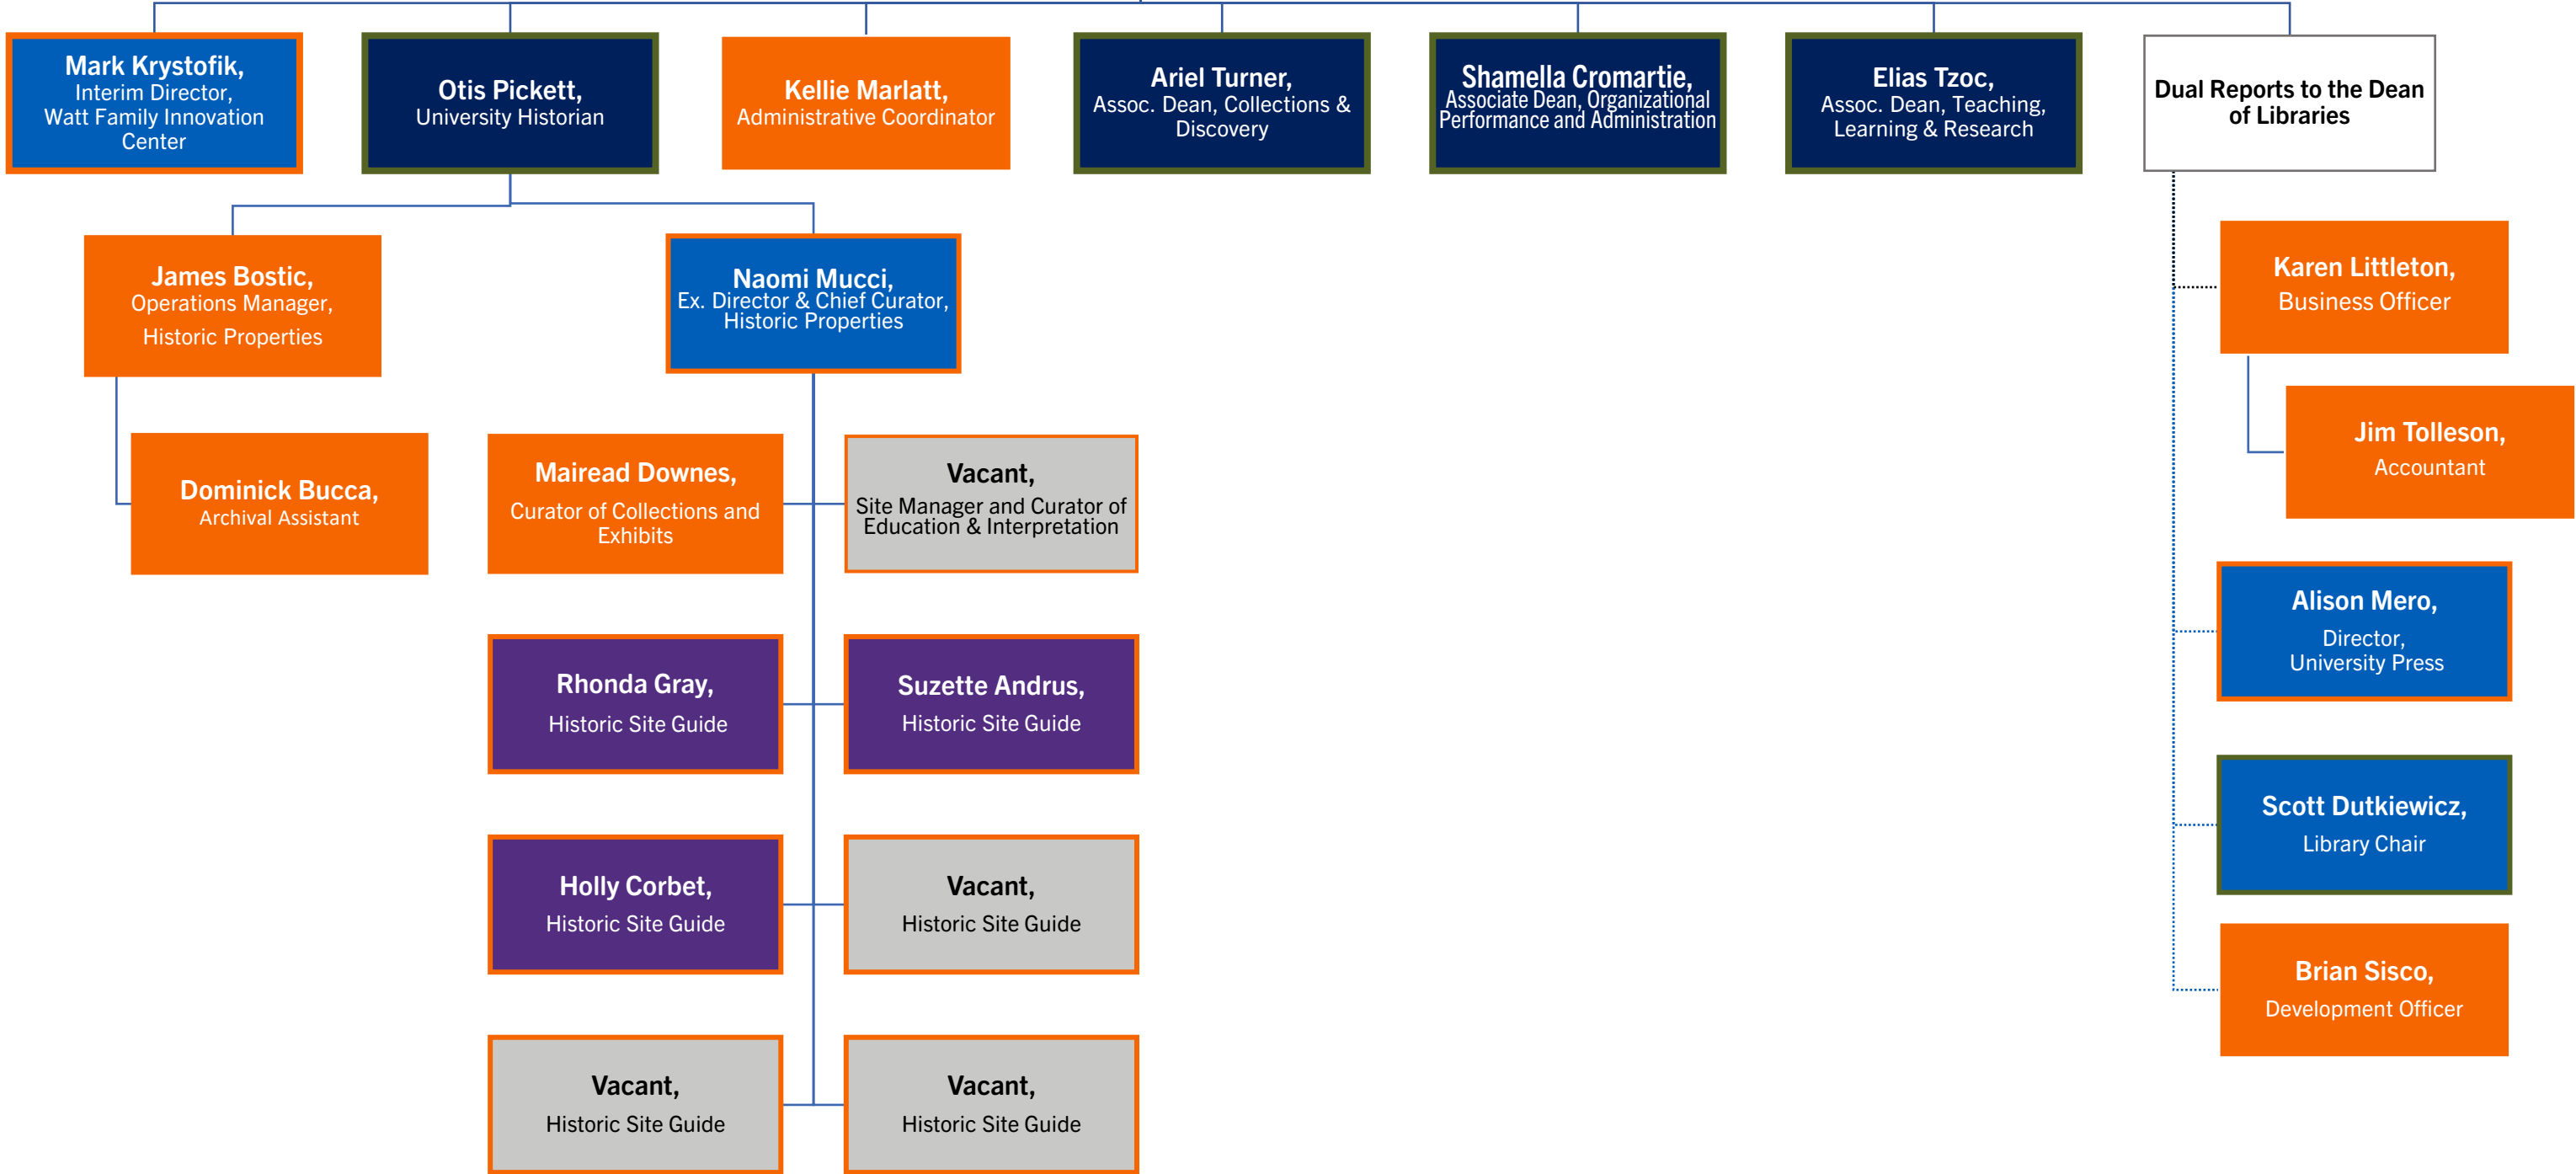 Mark Krystofik,
Interim Director,
Watt Family Innovation
Center
Otis Pickett,
University Historian
Kellie Marlatt,
Administrative Coordinator
Ariel Turner,
Assoc. Dean, Collections &
Discovery
Shamella Cromartie,
Associate Dean, Organizational
Performance and Administration
Elias Tzoc,
Assoc. Dean, Teaching,
Learning & Research
Dual Reports to the Dean
of Libraries
James Bostic,
Operations Manager,
Historic Properties
Naomi Mucci,
Ex. Director & Chief Curator,
Historic Properties
Karen Littleton,
Business Officer
Jim Tolleson,
Accountant
Dominick Bucca,
Archival Assistant
Mairead Downes,
Curator of Collections and
Exhibits
Vacant,
Site Manager and Curator of
Education & Interpretation
Alison Mero,
Director,
University Press
Rhonda Gray,
Historic Site Guide
Suzette Andrus,
Historic Site Guide
Scott Dutkiewicz,
Library Chair
Holly Corbet,
Historic Site Guide
Vacant,
Historic Site Guide
Brian Sisco,
Development Officer
Vacant,
Historic Site Guide
Vacant,
Historic Site Guide